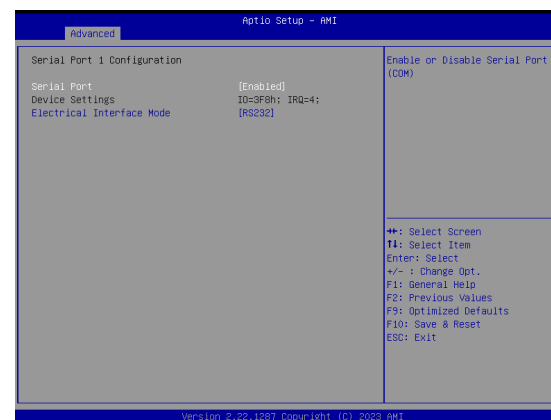 Aptio Setup - AMI
Advanced
Serial Port 1 Configuration
Serial Port [Enabled]
Device Settings IO=3F8h; IRQ=4;
Electrical Interface Mode [RS232]
Enable or Disable Serial Port
(COM)
→←: Select Screen
↑↓: Select Item
Enter: Select
+/- : Change Opt.
F1: General Help
F2: Previous Values
F9: Optimized Defaults
F10: Save & Reset
ESC: Exit
Version 2.22.1287 Copyright (C) 2023 AMI